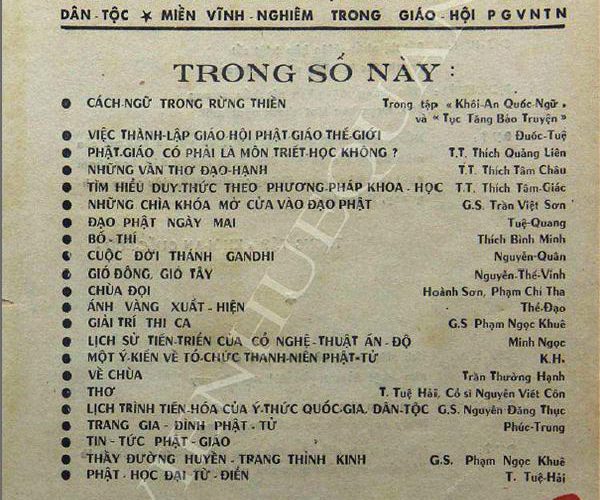 DÂN-TỘC ★ MIỀN VĨNH-NGHIÊM TRONG GIÁO-HỘI PGVNTN
TRONG SỐ NÀY :
CÁCH-NGỮ TRONG RỪNG THIỀN Trong tập « Khôi-An Quốc-Ngữ »
và « Tục Tăng Bảo Truyện »
VIỆC THÀNH-LẬP GIÁO-HỘI PHẬT-GIÁO THẾ-GIỚI Đuốc-Tuệ
PHẬT-GIÁO CÓ PHẢI LÀ MÔN TRIẾT-HỌC KHÔNG ? T.T. Thích Quảng Liên
NHỮNG VẦN THƠ ĐẠO-HẠNH T.T. Thích Tâm Châu
TÌM HIỂU DUY-THỨC THEO PHƯƠNG-PHÁP KHOA - HỌC T.T. Thích Tâm-Giác
NHỮNG CHÌA KHÓA MỞ CỬA VÀO ĐẠO PHẬT G.S. Trần Việt Sơn
ĐẠO PHẬT NGÀY MAI Tuệ-Quang
BỐ-THÍ Thích Bình Minh
CUỘC ĐỜI THÁNH GANDHI Nguyên-Quân
GIÓ ĐÔNG, GIÓ TÂY Nguyễn-Thế-Vinh
CHÙA ĐỌI Hoành Sơn, Phạm Chi Tha
ÁNH VÀNG XUẤT-HIỆN Thế-Đạo
GIẢI TRÍ THI CA G.S Phạm Ngọc Khuê
LỊCH SỬ TIẾN-TRIỂN CỦA CỔ NGHỆ-THUẬT ẤN-ĐỘ Minh Ngọc
MỘT Ý-KIẾN VỀ TỔ-CHỨC THANH-NIÊN PHẬT-TỬ K.H.
VỀ CHÙA Trần Thường Hạnh
THƠ T. Tuệ Hải, Cố sĩ Nguyễn Viết Côn
LỊCH TRÌNH TIẾN-HÓA CỦA Ý-THỨC QUỐC-GIA, DÂN-TỘC G.S. Nguyễn Đăng Thục
TRANG GIA - ĐÌNH PHẬT - TỬ Phúc-Trung
TIN - TỨC PHẬT - GIÁO
THẦY ĐƯỜNG HUYỀN - TRANG THỈNH KINH G.S. Phạm Ngọc Khuê
PHẬT - HỌC ĐẠI TỪ - ĐIỂN T. Tuệ-Hải